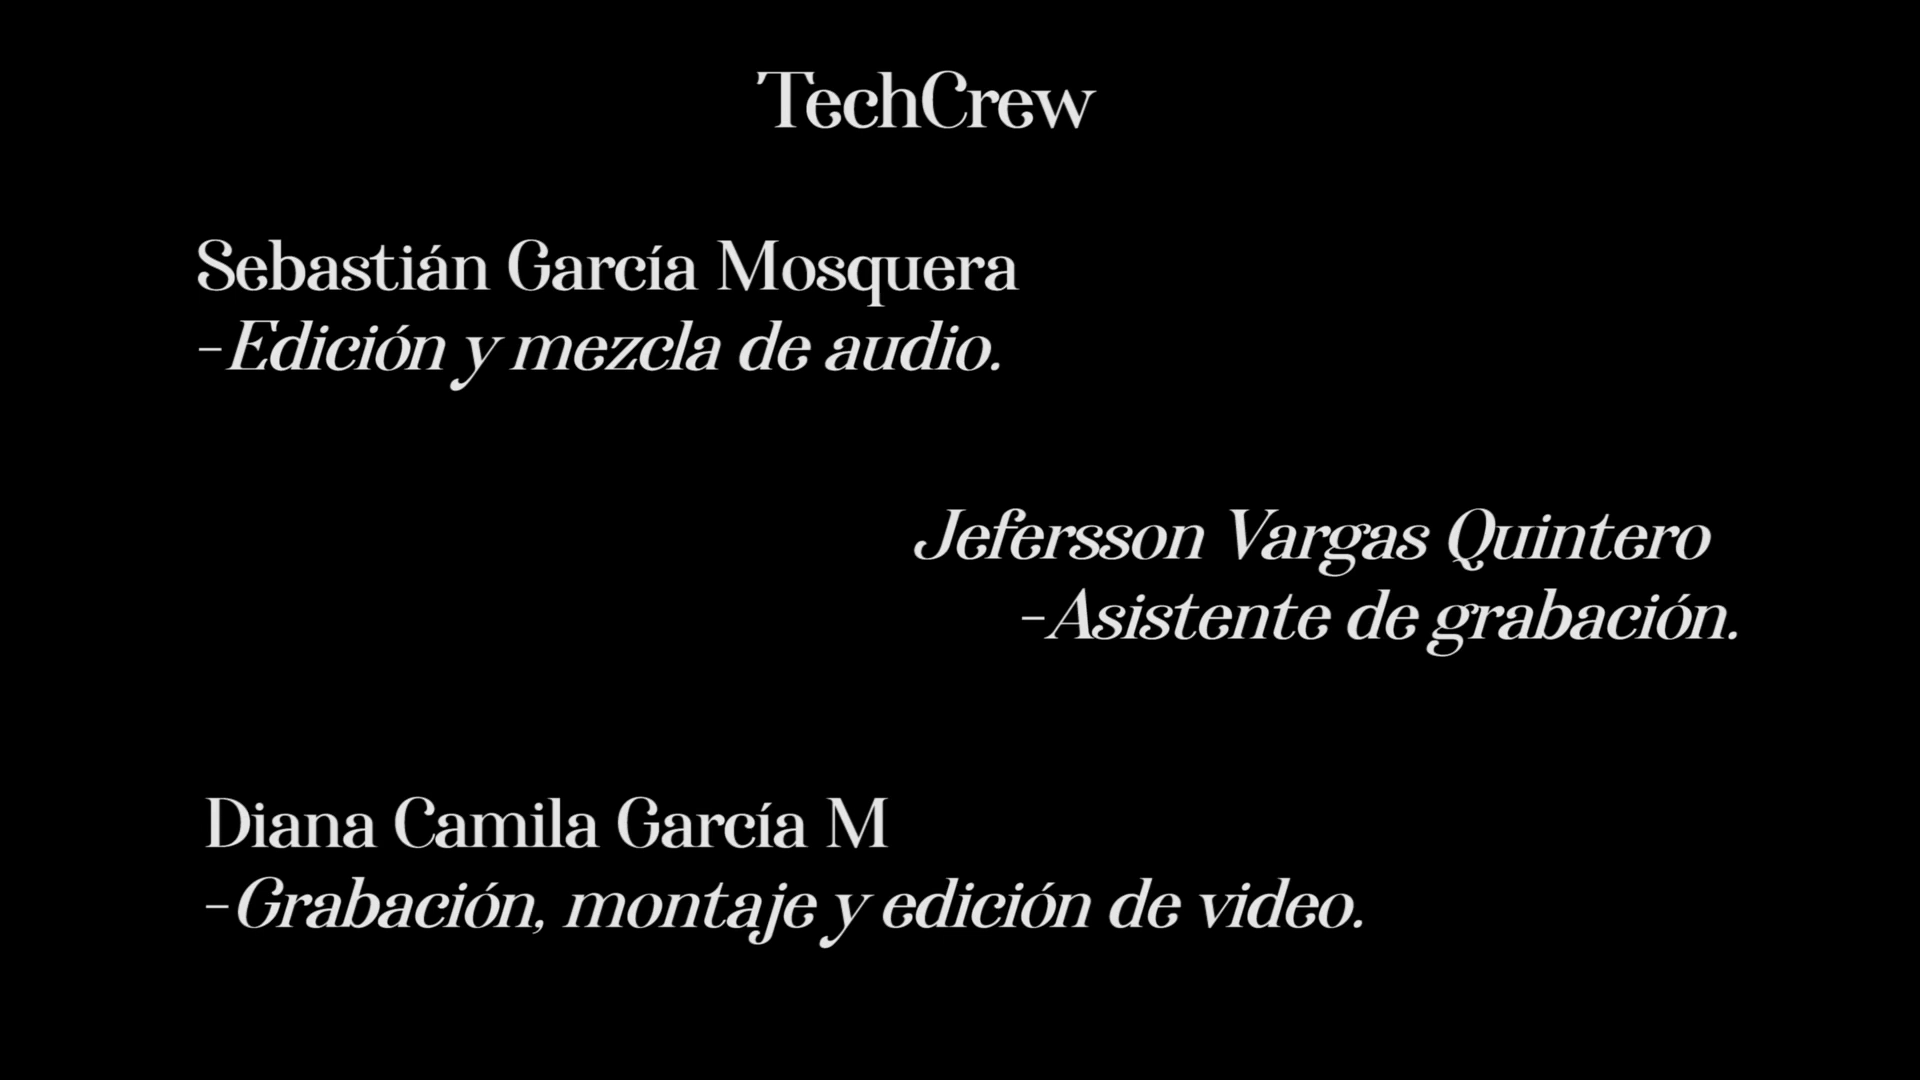 TechCrew
Sebastián García Mosquera
-Edición y mezcla de audio.
Jefersson Vargas Quintero
-Asistente de grabación.
Diana Camila García M
-Grabación, montaje y edición de video.